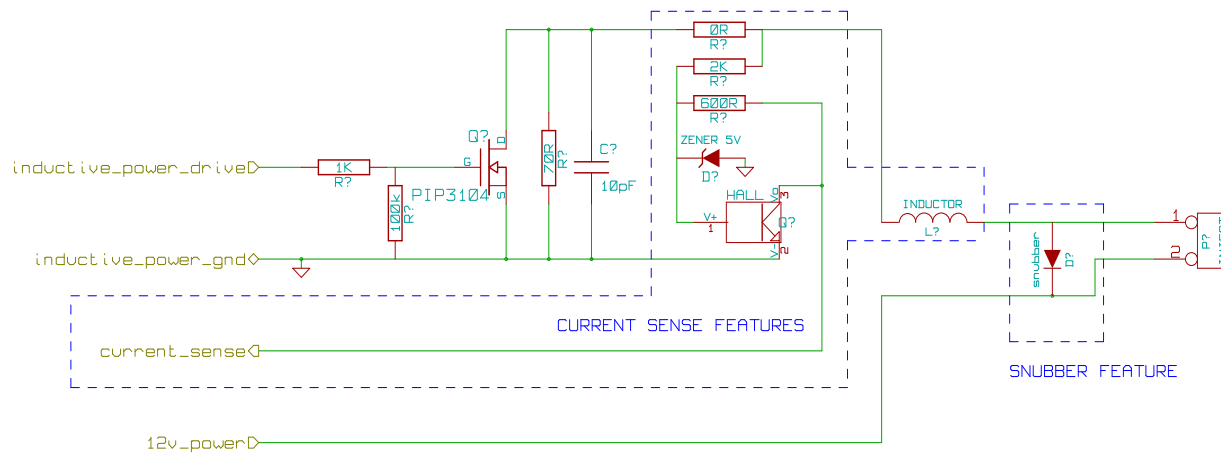 0R
R?
2K
R?
600R
R?
ZENER 5V
D?
Q?
D
G
S
PIP3104
70R
R?
C?
10pF
inductive_power_drive
1K
R?
100k
R?
HALL
V+
1
Vo
3
Q?
V-
2
INDUCTOR
L?
snubber
D?
1
2
P?
inductive_power_gnd
CURRENT SENSE FEATURES
current_sense
SNUBBER FEATURE
12v_power